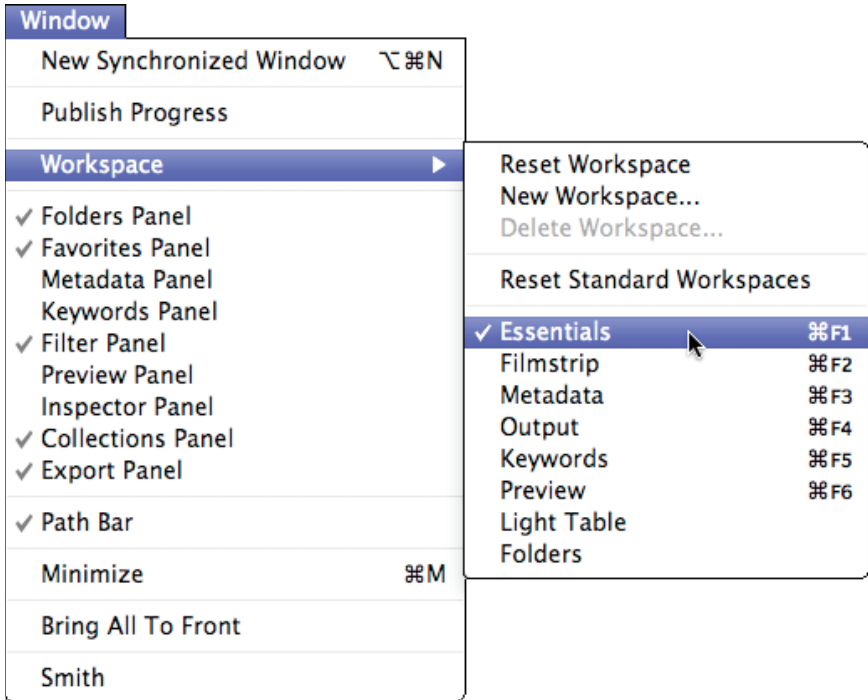 Window
New Synchronized Window ⌥⌘N
Publish Progress
Workspace ▶
✓ Folders Panel
✓ Favorites Panel
Metadata Panel
Keywords Panel
✓ Filter Panel
Preview Panel
Inspector Panel
✓ Collections Panel
✓ Export Panel
✓ Path Bar
Minimize ⌘M
Bring All To Front
Smith
Reset Workspace
New Workspace...
Delete Workspace...
Reset Standard Workspaces
✓ Essentials ⌘F1
Filmstrip ⌘F2
Metadata ⌘F3
Output ⌘F4
Keywords ⌘F5
Preview ⌘F6
Light Table
Folders